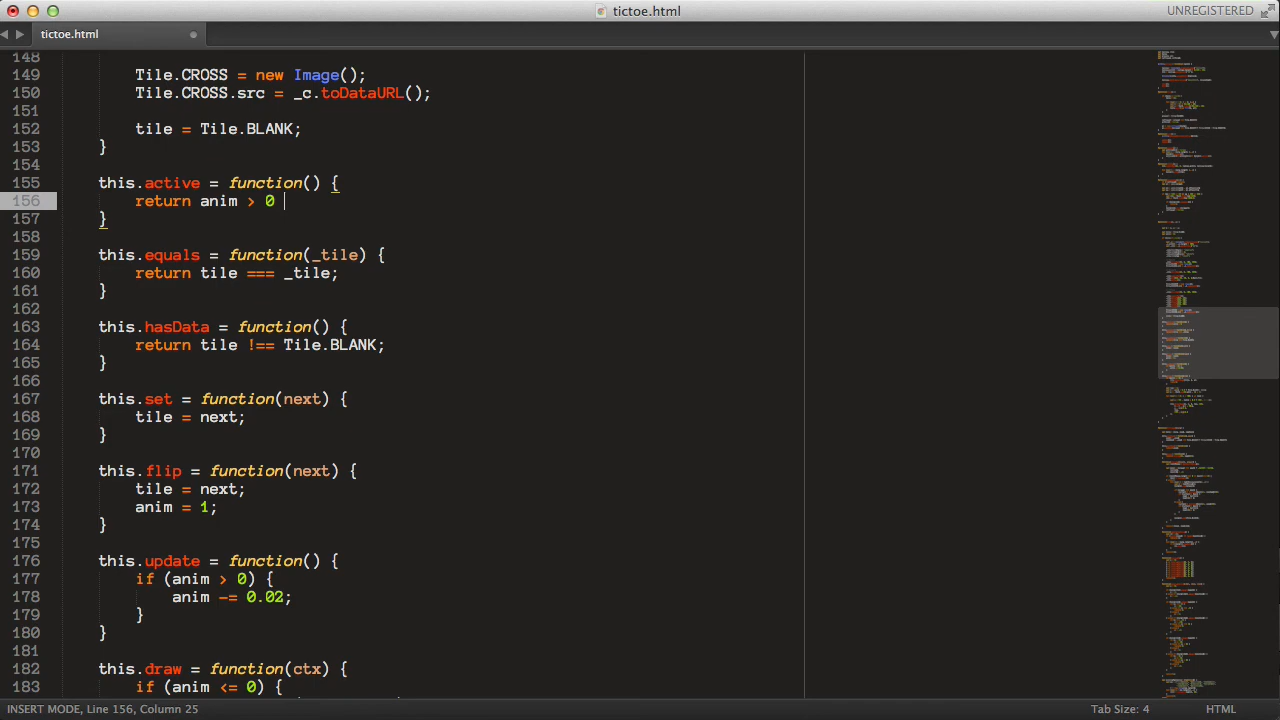 tictoe.html
UNREGISTERED
tictoe.html
148
149 Tile.CROSS = new Image();
150 Tile.CROSS.src = _c.toDataURL();
151
152 tile = Tile.BLANK;
153 }
154
155 this.active = function() {
156 return anim > 0
157 }
158
159 this.equals = function(_tile) {
160 return tile === _tile;
161 }
162
163 this.hasData = function() {
164 return tile !== Tile.BLANK;
165 }
166
167 this.set = function(next) {
168 tile = next;
169 }
170
171 this.flip = function(next) {
172 tile = next;
173 anim = 1;
174 }
175
176 this.update = function() {
177 if (anim > 0) {
178 anim -= 0.02;
179 }
180 }
181
182 this.draw = function(ctx) {
183 if (anim <= 0) {
INSERT MODE, Line 156, Column 25
Tab Size: 4
HTML